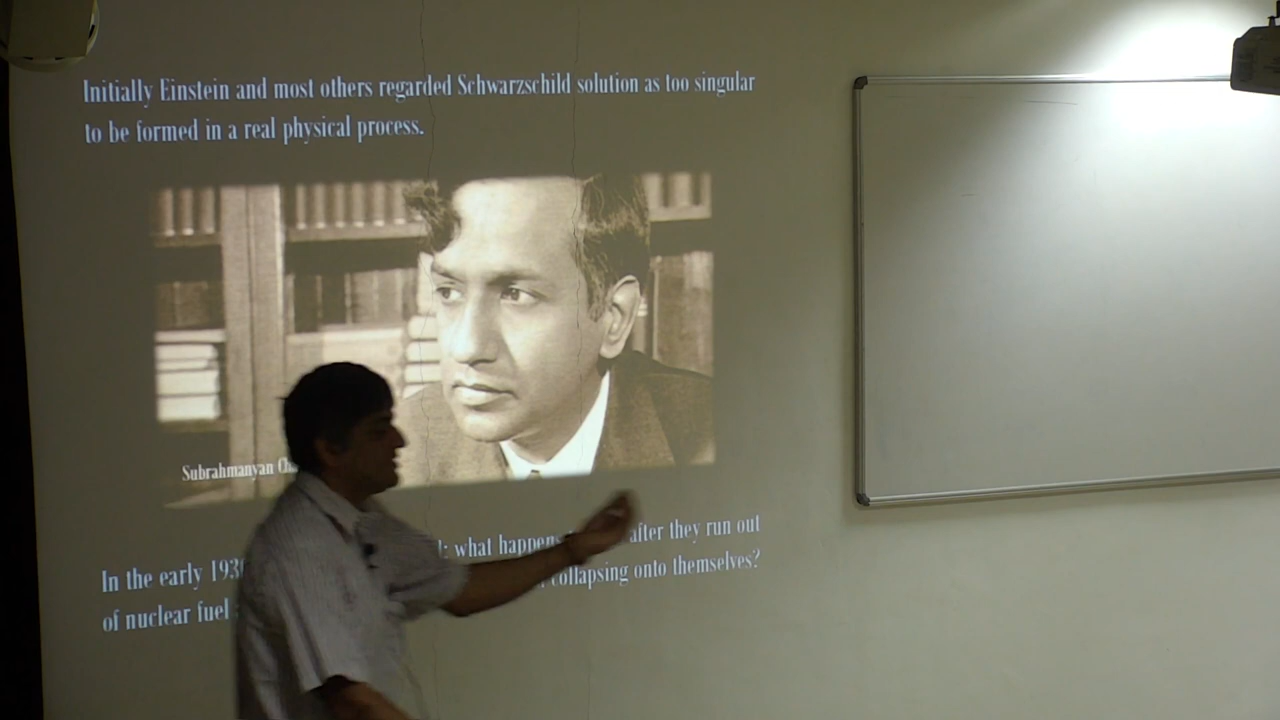 Initially Einstein and most others regarded Schwarzschild solution as too singular
to be formed in a real physical process.
Subrahmanyan
In the early 193 what happens after they run out
of nuclear fuel collapsing onto themselves?